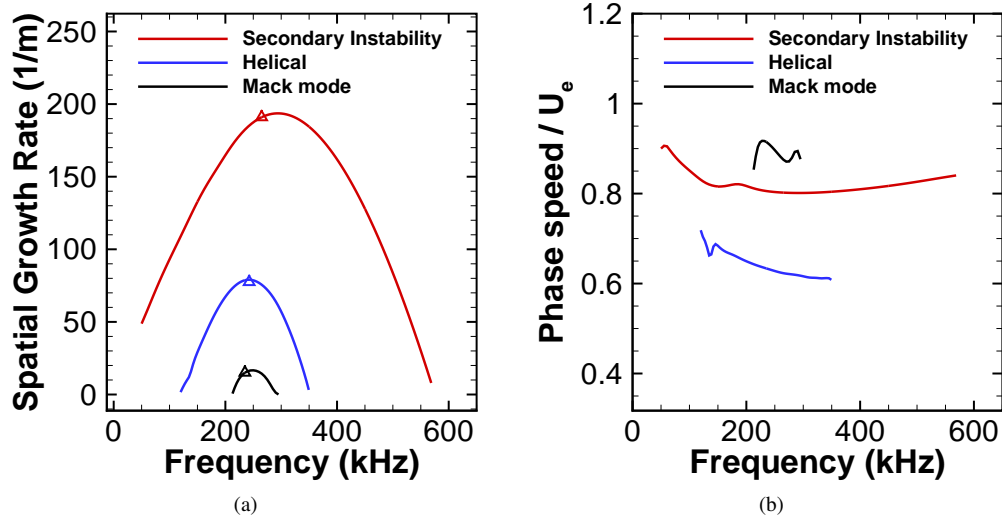 Spatial Growth Rate (1/m)
250
200
150
100
50
0
Secondary Instability
Helical
Mack mode
0 200 400 600
Frequency (kHz)
(a)
Phase speed / U_e
1.2
1
0.8
0.6
0.4
Secondary Instability
Helical
Mack mode
0 200 400 600
Frequency (kHz)
(b)